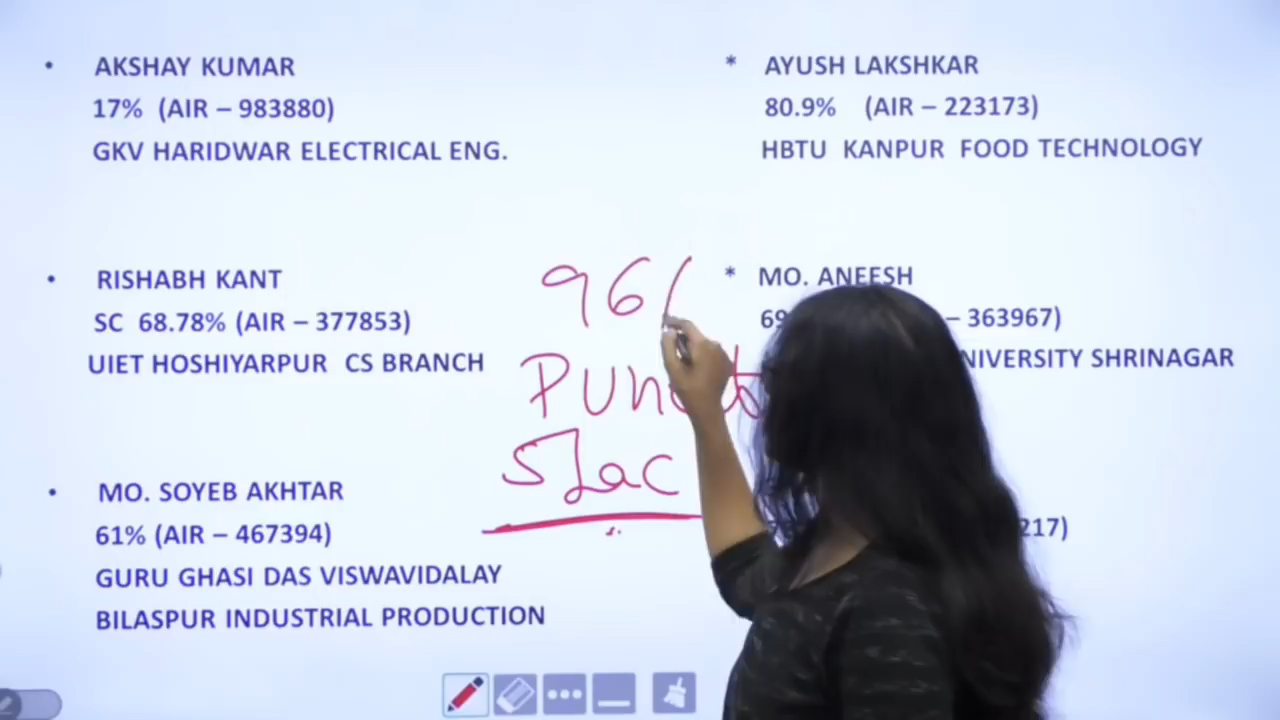 • AKSHAY KUMAR
17% (AIR – 983880)
GKV HARIDWAR ELECTRICAL ENG.
* AYUSH LAKSHKAR
80.9% (AIR – 223173)
HBTU KANPUR FOOD TECHNOLOGY
• RISHABH KANT
SC 68.78% (AIR – 377853)
UIET HOSHIYARPUR CS BRANCH
96
5 Lac
* MO. ANEESH
– 363967)
SHRINAGAR
• MO. SOYEB AKHTAR
61% (AIR – 467394)
GURU GHASI DAS VISWAVIDALAY
BILASPUR INDUSTRIAL PRODUCTION
217)